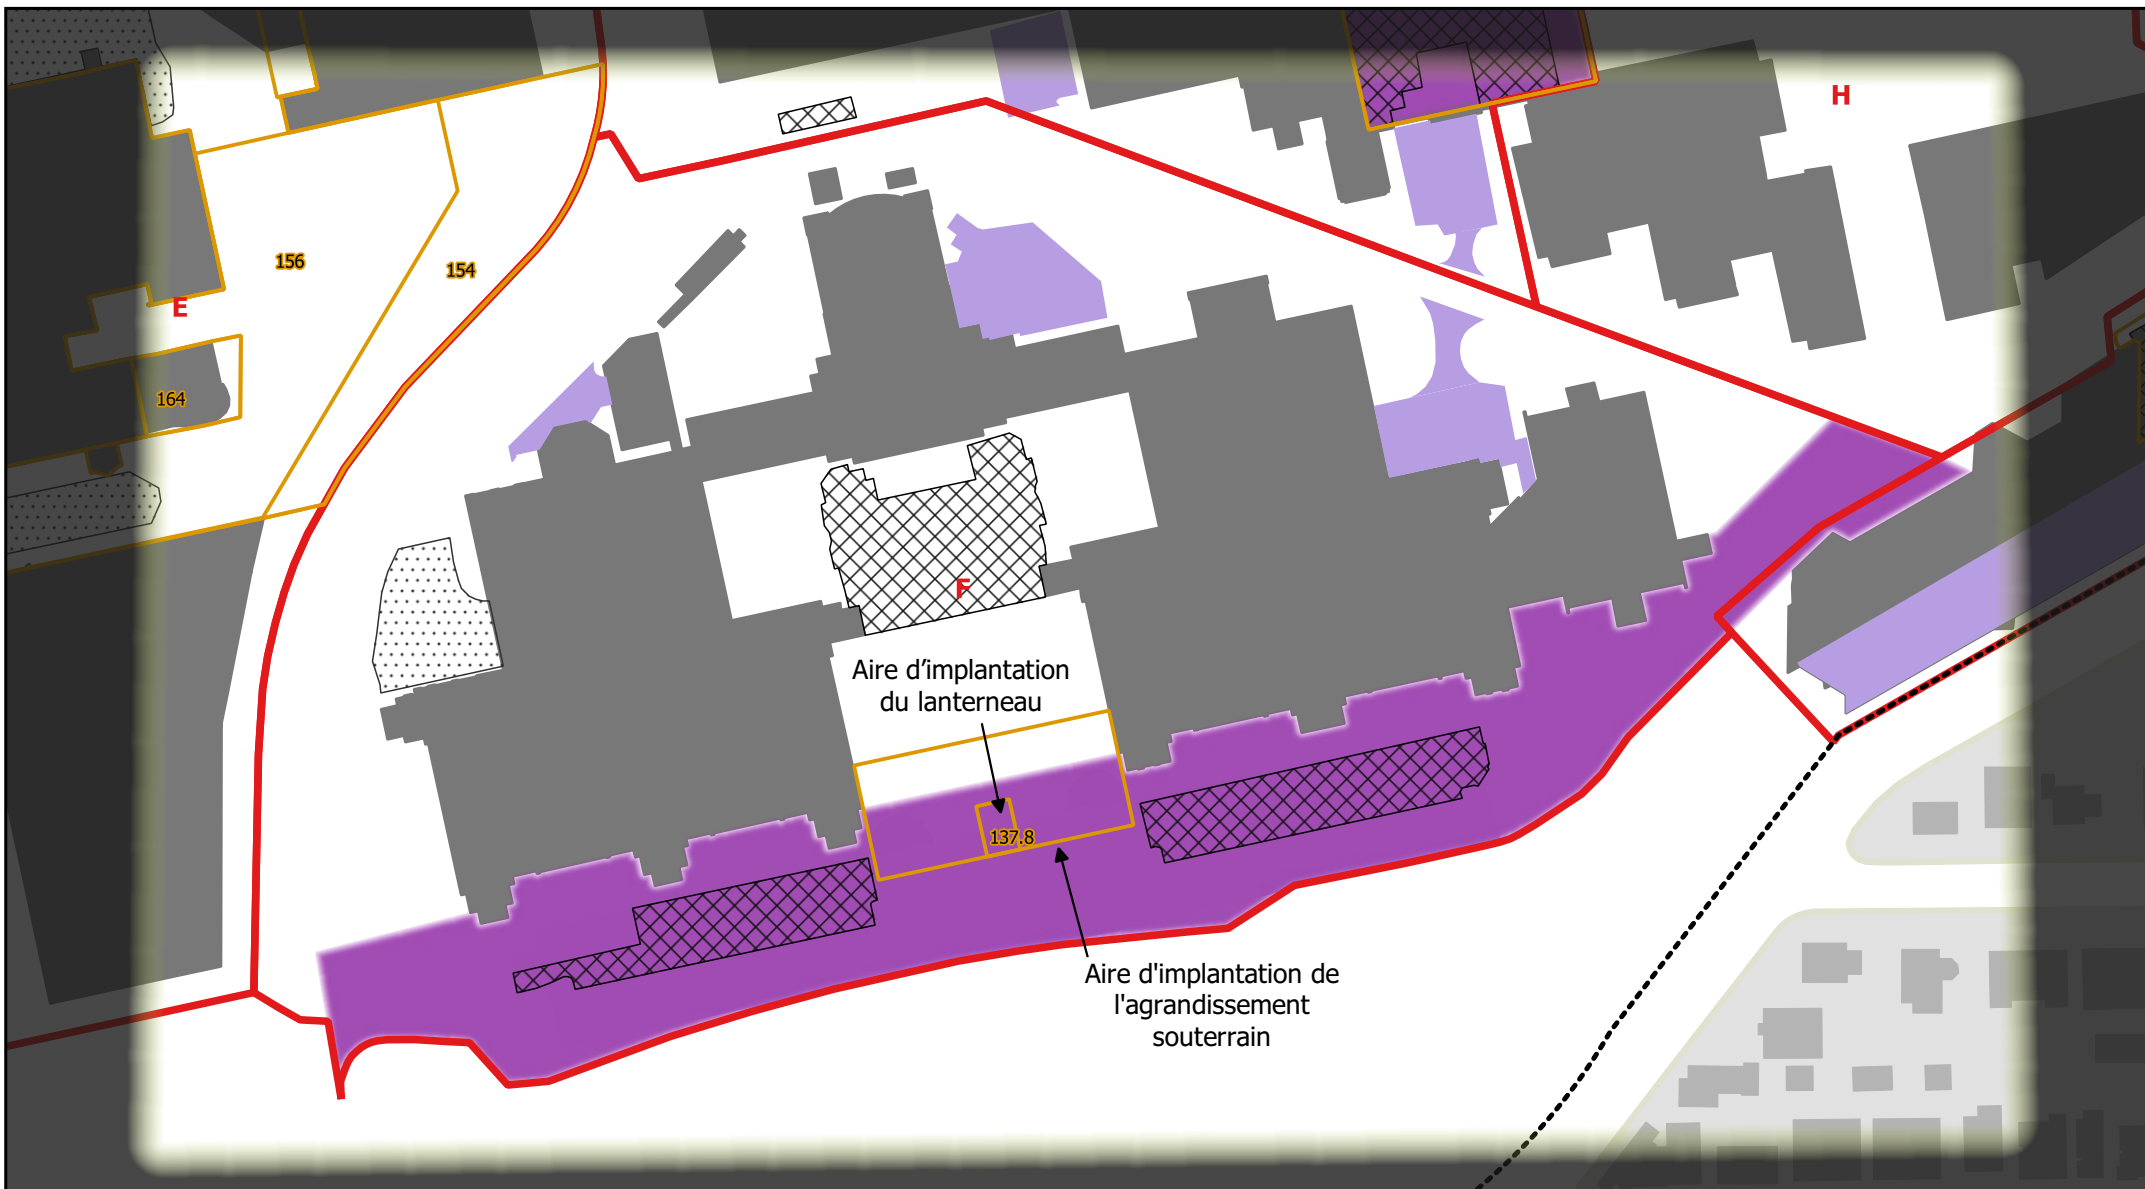 H
156
154
E
164
F
Aire d’implantation
du lanterneau
137.8
Aire d'implantation de
l'agrandissement
souterrain